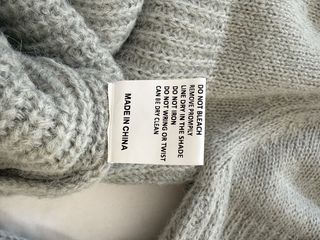 DO NOT BLEACH
REMOVE PROMPLY
LINE DRY IN THE SHADE
DO NOT IRON
DO NOT WRING OR TWIST
CAN BE DRY CLEAN
MADE IN CHINA